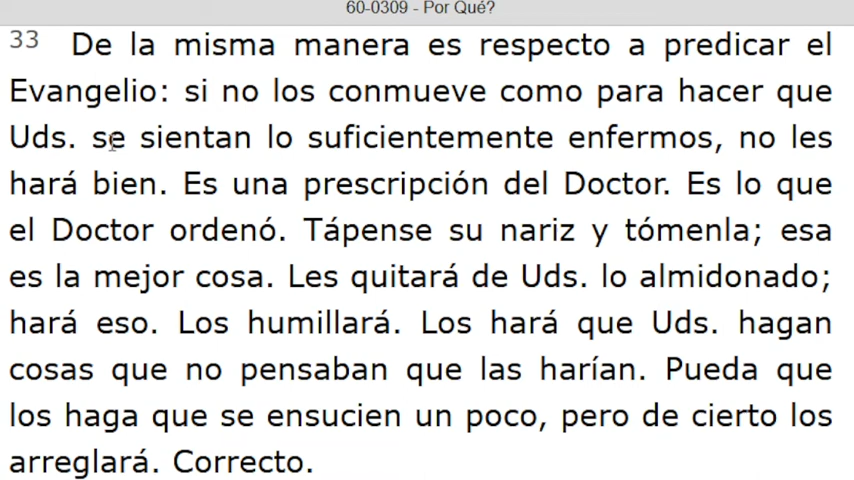 60-0309 - Por Qué?
33 De la misma manera es respecto a predicar el
Evangelio: si no los conmueve como para hacer que
Uds. se sientan lo suficientemente enfermos, no les
hará bien. Es una prescripción del Doctor. Es lo que
el Doctor ordenó. Tápense su nariz y tómenla; esa
es la mejor cosa. Les quitará de Uds. lo almidonado;
hará eso. Los humillará. Los hará que Uds. hagan
cosas que no pensaban que las harían. Pueda que
los haga que se ensucien un poco, pero de cierto los
arreglará. Correcto.